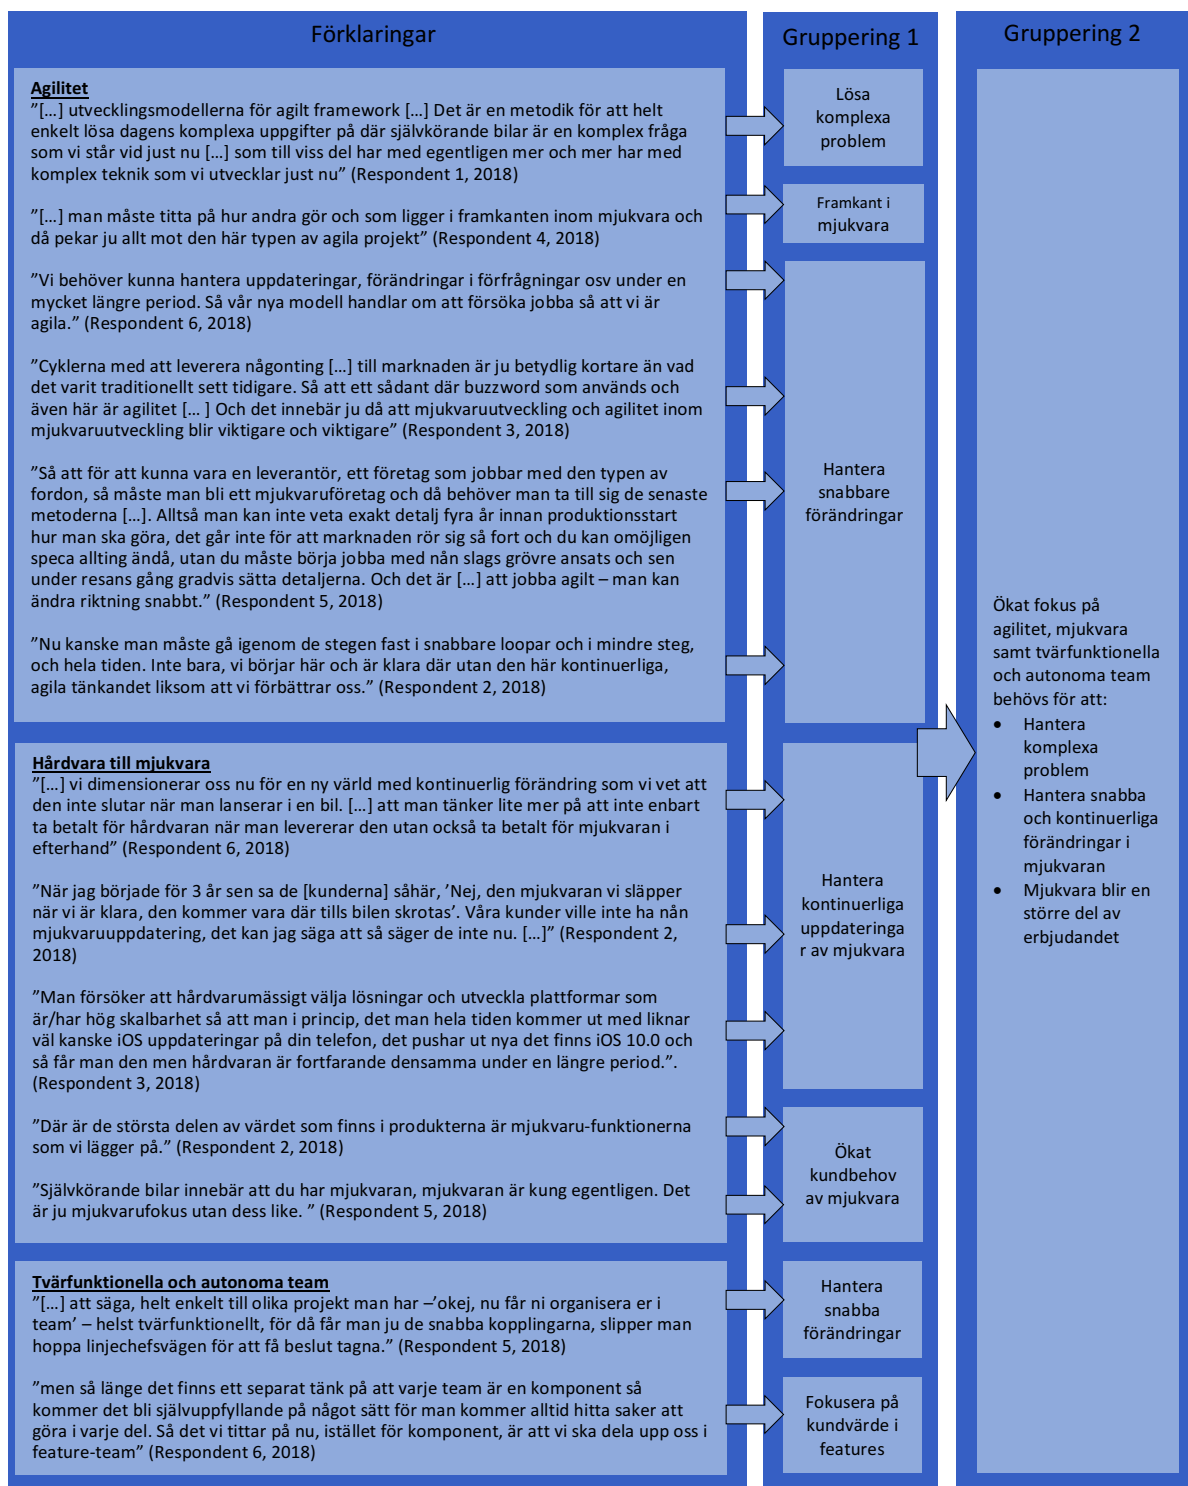 Förklaringar
Agilitet
”[…] utvecklingsmodellerna för agilt framework […] Det är en metodik för att helt
enkelt lösa dagens komplexa uppgifter på där självkörande bilar är en komplex fråga
som vi står vid just nu […] som till viss del har med egentligen mer och mer har med
komplex teknik som vi utvecklar just nu” (Respondent 1, 2018)
”[…] man måste titta på hur andra gör och som ligger i framkanten inom mjukvara och
då pekar ju allt mot den här typen av agila projekt” (Respondent 4, 2018)
”Vi behöver kunna hantera uppdateringar, förändringar i förfrågningar osv under en
mycket längre period. Så vår nya modell handlar om att försöka jobba så att vi är
agila.” (Respondent 6, 2018)
”Cyklerna med att leverera någonting […] till marknaden är ju betydlig kortare än vad
det varit traditionellt sett tidigare. Så att ett sådant där buzzword som används och
även här är agilitet [… ] Och det innebär ju då att mjukvaruutveckling och agilitet inom
mjukvaruutveckling blir viktigare och viktigare” (Respondent 3, 2018)
”Så att för att kunna vara en leverantör, ett företag som jobbar med den typen av
fordon, så måste man bli ett mjukvaruföretag och då behöver man ta till sig de senaste
metoderna […]. Alltså man kan inte veta exakt detalj fyra år innan produktionsstart
hur man ska göra, det går inte för att marknaden rör sig så fort och du kan omöjligen
speca allting ändå, utan du måste börja jobba med nån slags grövre ansats och sen
under resans gång gradvis sätta detaljerna. Och det är […] att jobba agilt – man kan
ändra riktning snabbt.” (Respondent 5, 2018)
”Nu kanske man måste gå igenom de stegen fast i snabbare loopar och i mindre steg,
och hela tiden. Inte bara, vi börjar här och är klara där utan den här kontinuerliga,
agila tänkandet liksom att vi förbättrar oss.” (Respondent 2, 2018)
Hårdvara till mjukvara
”[…] vi dimensionerar oss nu för en ny värld med kontinuerlig förändring som vi vet att
den inte slutar när man lanserar i en bil. […] att man tänker lite mer på att inte enbart
ta betalt för hårdvaran när man levererar den utan också ta betalt för mjukvaran i
efterhand” (Respondent 6, 2018)
”När jag började för 3 år sen sa de [kunderna] såhär, ’Nej, den mjukvaran vi släpper
när vi är klara, den kommer vara där tills bilen skrotas’. Våra kunder ville inte ha nån
mjukvaruuppdatering, det kan jag säga att så säger de inte nu. […]” (Respondent 2,
2018)
”Man försöker att hårdvarumässigt välja lösningar och utveckla plattformar som
är/har hög skalbarhet så att man i princip, det man hela tiden kommer ut med liknar
väl kanske iOS uppdateringar på din telefon, det pushar ut nya det finns iOS 10.0 och
så får man den men hårdvaran är fortfarande densamma under en längre period.”.
(Respondent 3, 2018)
”Där är de största delen av värdet som finns i produkterna är mjukvaru-funktionerna
som vi lägger på.” (Respondent 2, 2018)
”Självkörande bilar innebär att du har mjukvaran, mjukvaran är kung egentligen. Det
är ju mjukvarufokus utan dess like. ” (Respondent 5, 2018)
Tvärfunktionella och autonoma team
”[…] att säga, helt enkelt till olika projekt man har –’okej, nu får ni organisera er i
team’ – helst tvärfunktionellt, för då får man ju de snabba kopplingarna, slipper man
hoppa linjechefsvägen för att få beslut tagna.” (Respondent 5, 2018)
”men så länge det finns ett separat tänk på att varje team är en komponent så
kommer det bli självuppfyllande på något sätt för man kommer alltid hitta saker att
göra i varje del. Så det vi tittar på nu, istället för komponent, är att vi ska dela upp oss i
feature-team” (Respondent 6, 2018)
Gruppering 1
Lösa
komplexa
problem
Framkant i
mjukvara
Hantera
snabbare
förändringar
Hantera
kontinuerliga
uppdateringa
r av mjukvara
Ökat
kundbehov
av mjukvara
Hantera
snabba
förändringar
Fokusera på
kundvärde i
features
Gruppering 2
Ökat fokus på
agilitet, mjukvara
samt tvärfunktionella
och autonoma team
behövs för att:
• Hantera
komplexa
problem
• Hantera snabba
och kontinuerliga
förändringar i
mjukvaran
• Mjukvara blir en
större del av
erbjudandet